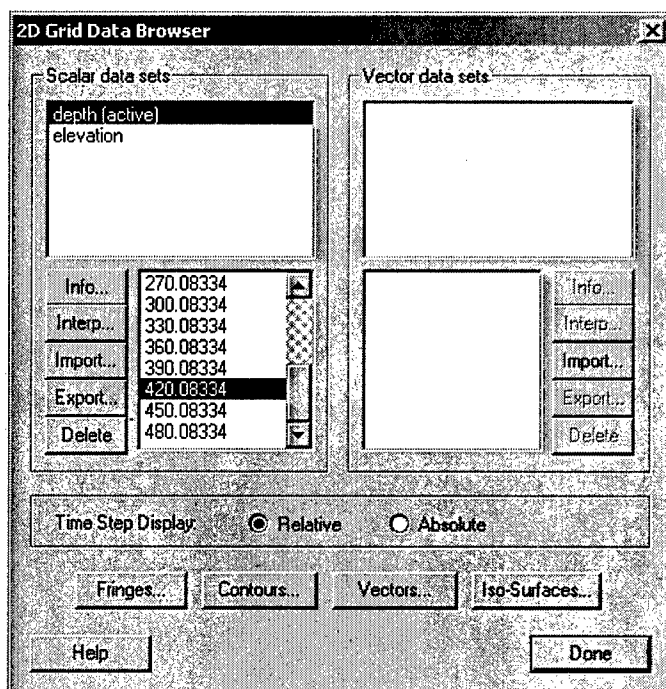 2D Grid Data Browser
Scalar data sets
depth (active)
elevation
Info...
Interp...
Import...
Export...
Delete
270.08334
300.08334
330.08334
360.08334
390.08334
420.08334
450.08334
480.08334
Vector data sets
Info...
Interp...
Import...
Export...
Delete
Time Step Display:
Relative
Absolute
Fringes...
Contours...
Vectors...
Iso-Surfaces...
Help
Done